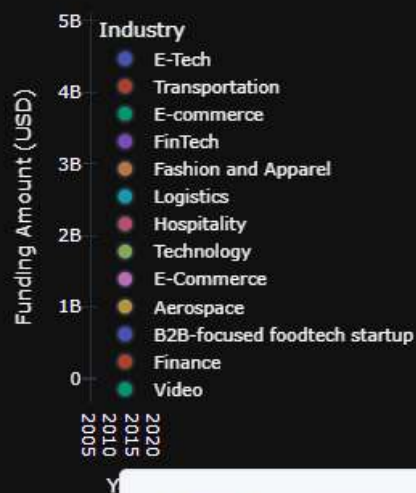 5B
Industry
E-Tech
4B
Transportation
E-commerce
FinTech
3B
Fashion and Apparel
Logistics
Hospitality
2B
Technology
E-Commerce
1B
Aerospace
B2B-focused foodtech startup
0
Finance
Video
Funding Amount (USD)
2005
2010
2015
2020
Y